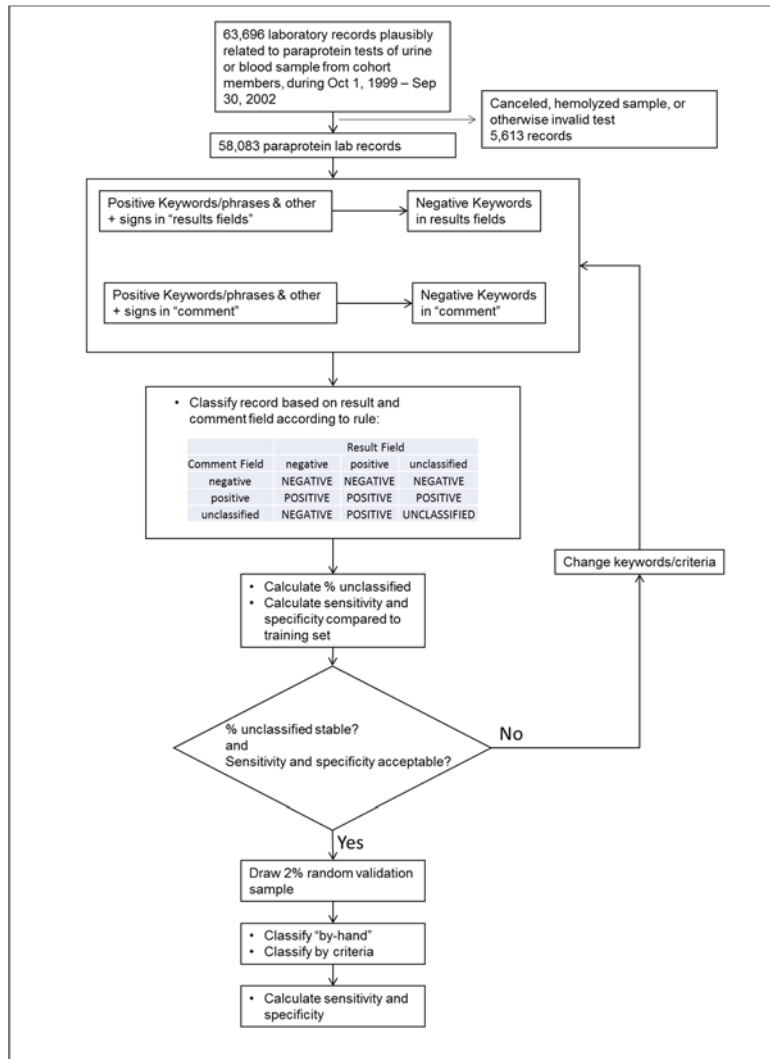 63,696 laboratory records plausibly
related to paraprotein tests of urine
or blood sample from cohort
members, during Oct 1, 1999 – Sep
30, 2002
Canceled, hemolyzed sample, or
otherwise invalid test
5,613 records
58,083 paraprotein lab records
Positive Keywords/phrases & other
+ signs in "results fields"
Negative Keywords
in results fields
Positive Keywords/phrases & other
+ signs in "comment"
Negative Keywords
in "comment"
• Classify record based on result and
comment field according to rule:
Result Field
Comment Field negative positive unclassified
negative NEGATIVE NEGATIVE NEGATIVE
positive POSITIVE POSITIVE POSITIVE
unclassified NEGATIVE POSITIVE UNCLASSIFIED
Change keywords/criteria
• Calculate % unclassified
• Calculate sensitivity and
specificity compared to
training set
% unclassified stable?
and
Sensitivity and specificity acceptable?
No
Yes
Draw 2% random validation
sample
• Classify "by-hand"
• Classify by criteria
• Calculate sensitivity and
specificity